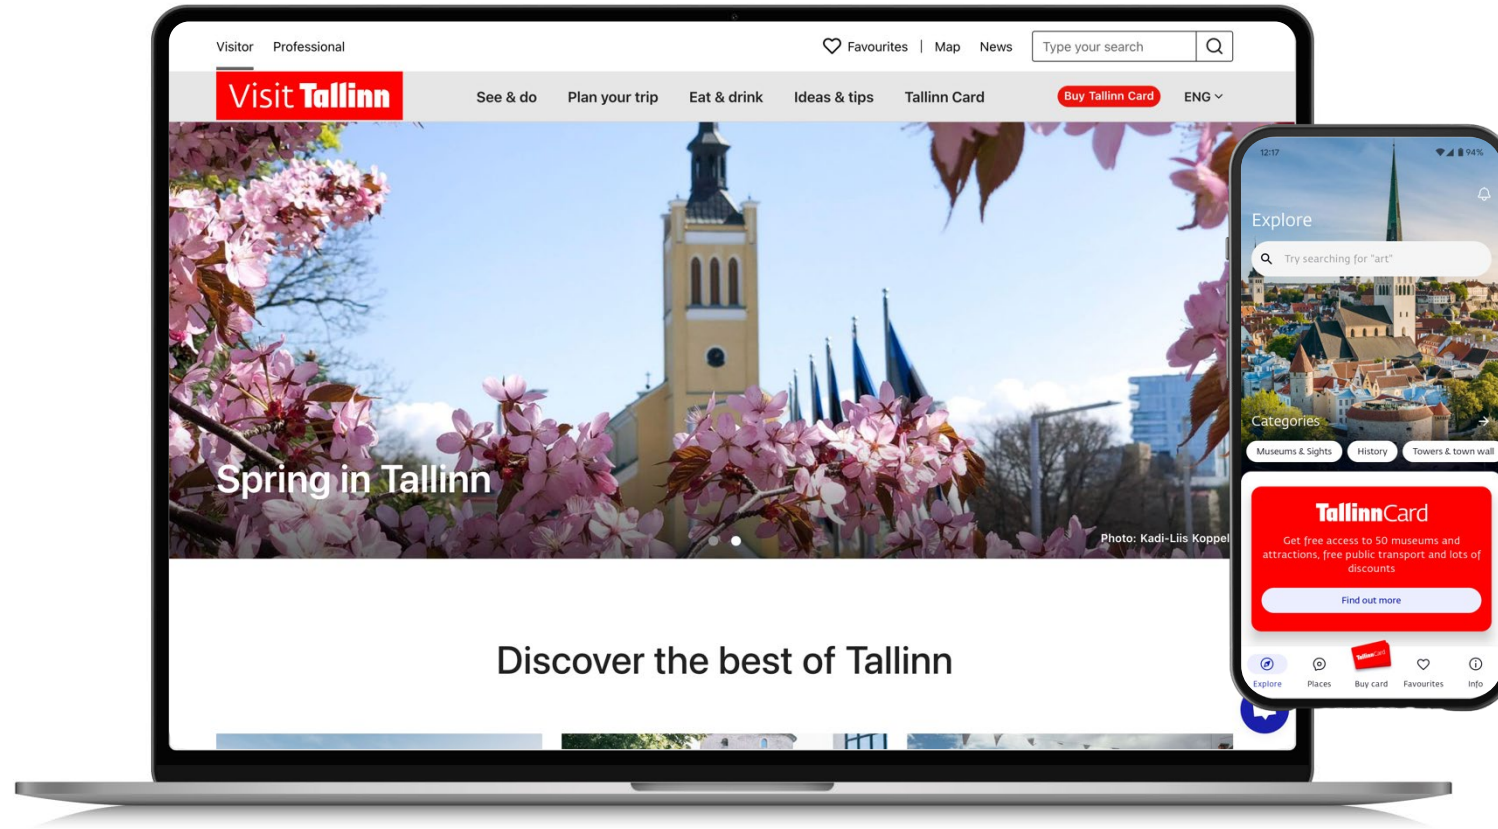 Visitor Professional
Favourites | Map News Type your search
Visit Tallinn
See & do Plan your trip Eat & drink Ideas & tips Tallinn Card Buy Tallinn Card ENG
Spring in Tallinn
Photo: Kadi-Liis Koppel
Discover the best of Tallinn
12:17 94%
Explore
Try searching for "art"
Categories
Museums & Sights History Towers & town wall
TallinnCard
Get free access to 50 museums and
attractions, free public transport and lots of
discounts
Find out more
TallinnCard
Explore Places Buy card Favourites Info